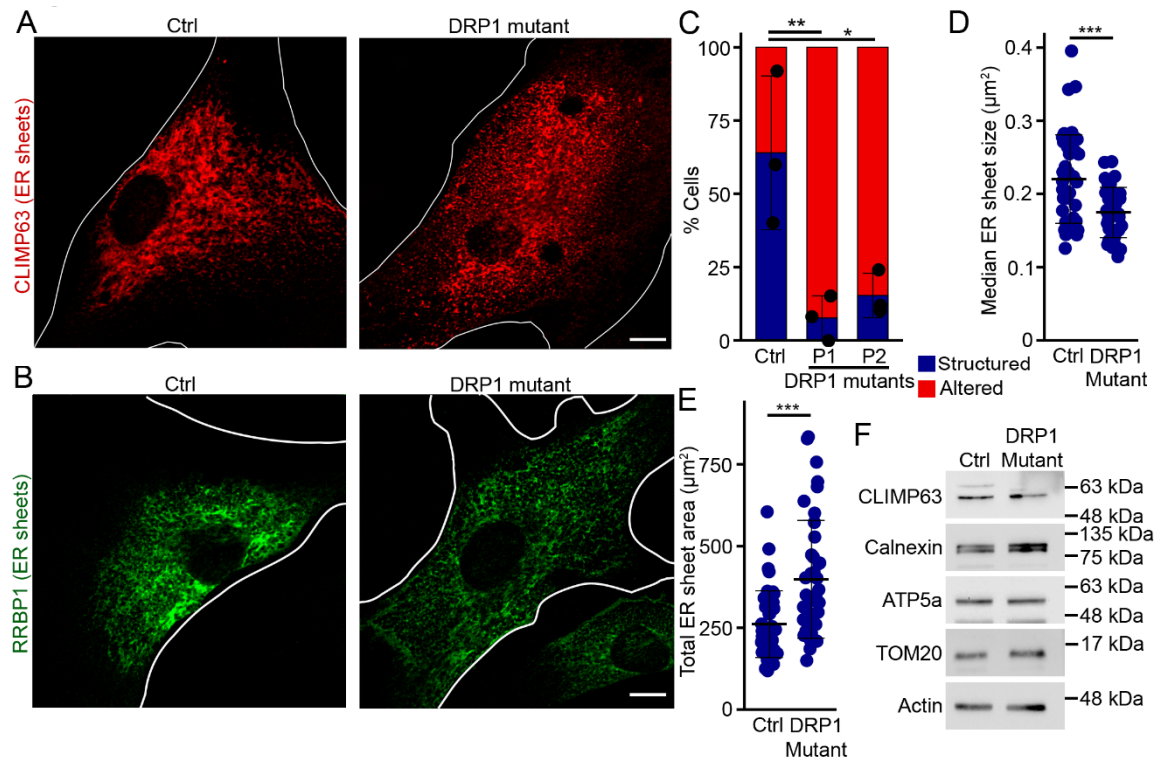 A
Ctrl
DRP1 mutant
CLIMP63 (ER sheets)
B
Ctrl
DRP1 mutant
RRBP1 (ER sheets)
C
**
*
100
75
50
25
0
% Cells
Ctrl
P1
P2
DRP1 mutants
Structured
Altered
D
***
0.4
0.3
0.2
0.1
0
Median ER sheet size (µm²)
Ctrl
DRP1
Mutant
E
***
750
500
250
0
Total ER sheet area (µm²)
Ctrl
DRP1
Mutant
F
Ctrl
DRP1
Mutant
CLIMP63
63 kDa
48 kDa
Calnexin
135 kDa
75 kDa
ATP5a
63 kDa
48 kDa
TOM20
17 kDa
Actin
48 kDa